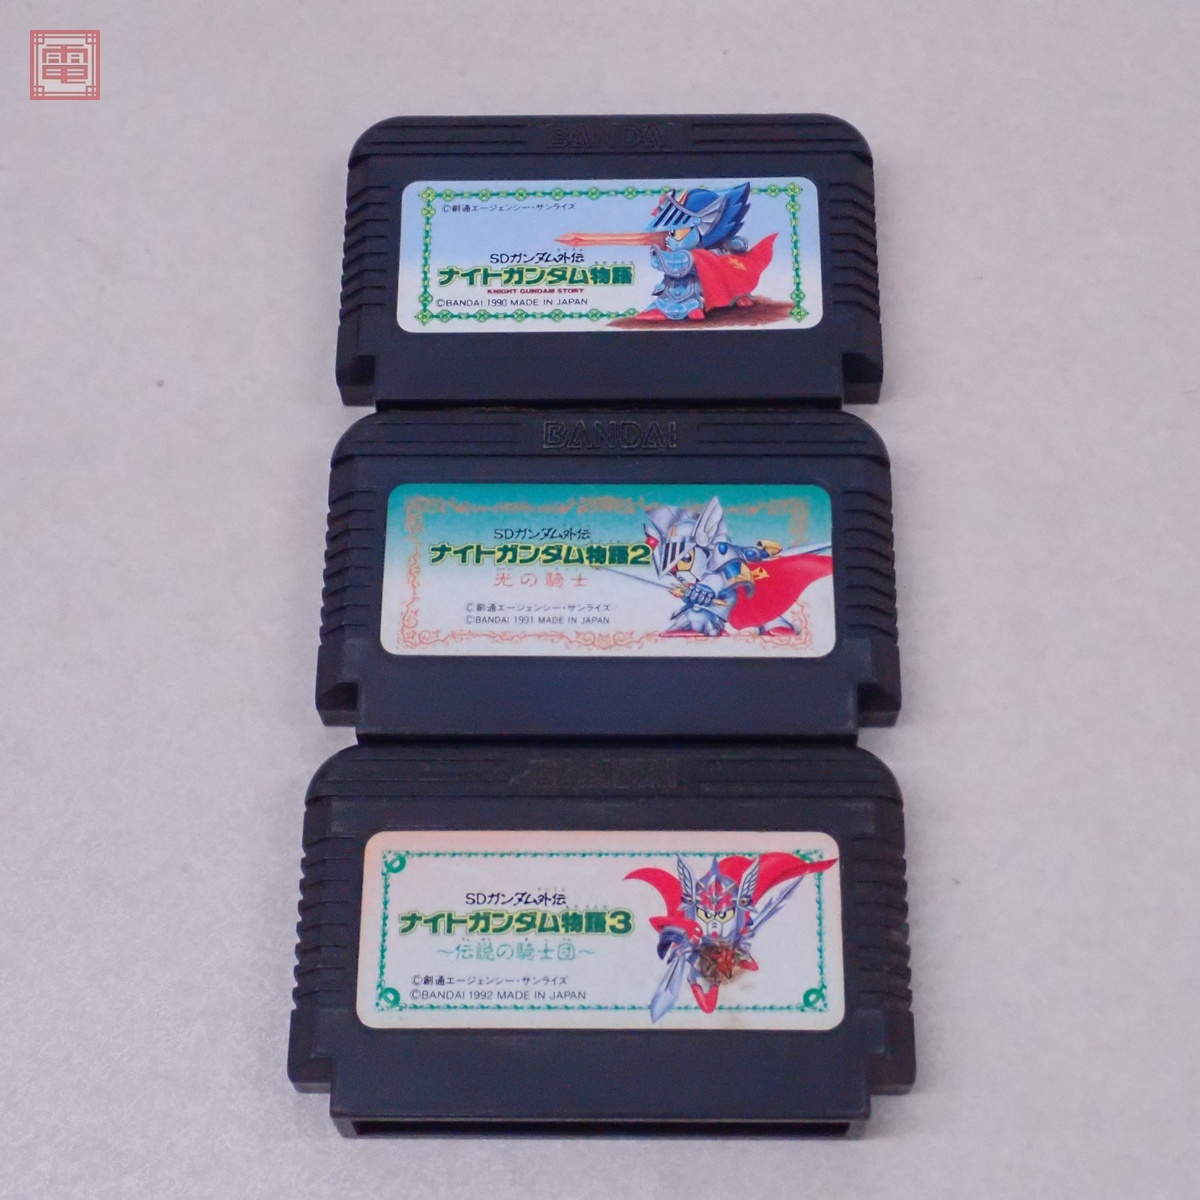 電
BANDAI
©創通エージェンシー・サンライズ
SDガンダム外伝
ナイトガンダム物語
KNIGHT GUNDAM STORY
©BANDAI 1990 MADE IN JAPAN
BANDAI
SDガンダム外伝
ナイトガンダム物語2
光の騎士
©創通エージェンシー・サンライズ
©BANDAI 1991 MADE IN JAPAN
BANDAI
SDガンダム外伝
ナイトガンダム物語3
～伝説の騎士団～
©創通エージェンシー・サンライズ
©BANDAI 1992 MADE IN JAPAN